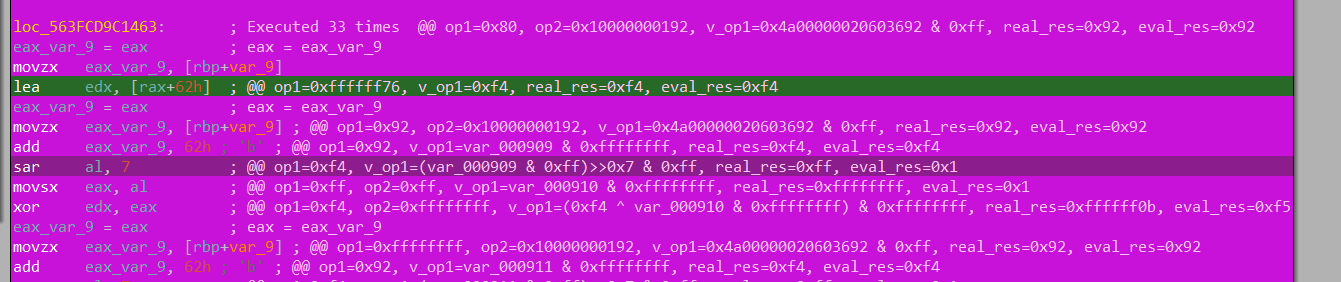 loc_563FCD9C1463: ; Executed 33 times @@ op1=0x80, op2=0x10000000192, v_op1=0x4a00000020603692 & 0xff, real_res=0x92, eval_res=0x92
eax_var_9 = eax ; eax = eax_var_9
movzx eax_var_9, [rbp+var_9]
lea edx, [rax+62h] ; @@ op1=0xffffff76, v_op1=0xf4, real_res=0xf4, eval_res=0xf4
eax_var_9 = eax ; eax = eax_var_9
movzx eax_var_9, [rbp+var_9] ; @@ op1=0x92, op2=0x10000000192, v_op1=0x4a00000020603692 & 0xff, real_res=0x92, eval_res=0x92
add eax_var_9, 62h ; 'b' ; @@ op1=0x92, v_op1=var_000909 & 0xffffffff, real_res=0xf4, eval_res=0xf4
sar al, 7 ; @@ op1=0xf4, v_op1=(var_000909 & 0xff)>>0x7 & 0xff, real_res=0xff, eval_res=0x1
movsx eax, al ; @@ op1=0xff, op2=0xff, v_op1=var_000910 & 0xffffffff, real_res=0xffffffff, eval_res=0x1
xor edx, eax ; @@ op1=0xf4, op2=0xffffffff, v_op1=(0xf4 ^ var_000910 & 0xffffffff) & 0xffffffff, real_res=0xffffff0b, eval_res=0xf5
eax_var_9 = eax ; eax = eax_var_9
movzx eax_var_9, [rbp+var_9] ; @@ op1=0xffffffff, op2=0x10000000192, v_op1=0x4a00000020603692 & 0xff, real_res=0x92, eval_res=0x92
add eax_var_9, 62h ; 'b' ; @@ op1=0x92, v_op1=var_000911 & 0xffffffff, real_res=0xf4, eval_res=0xf4